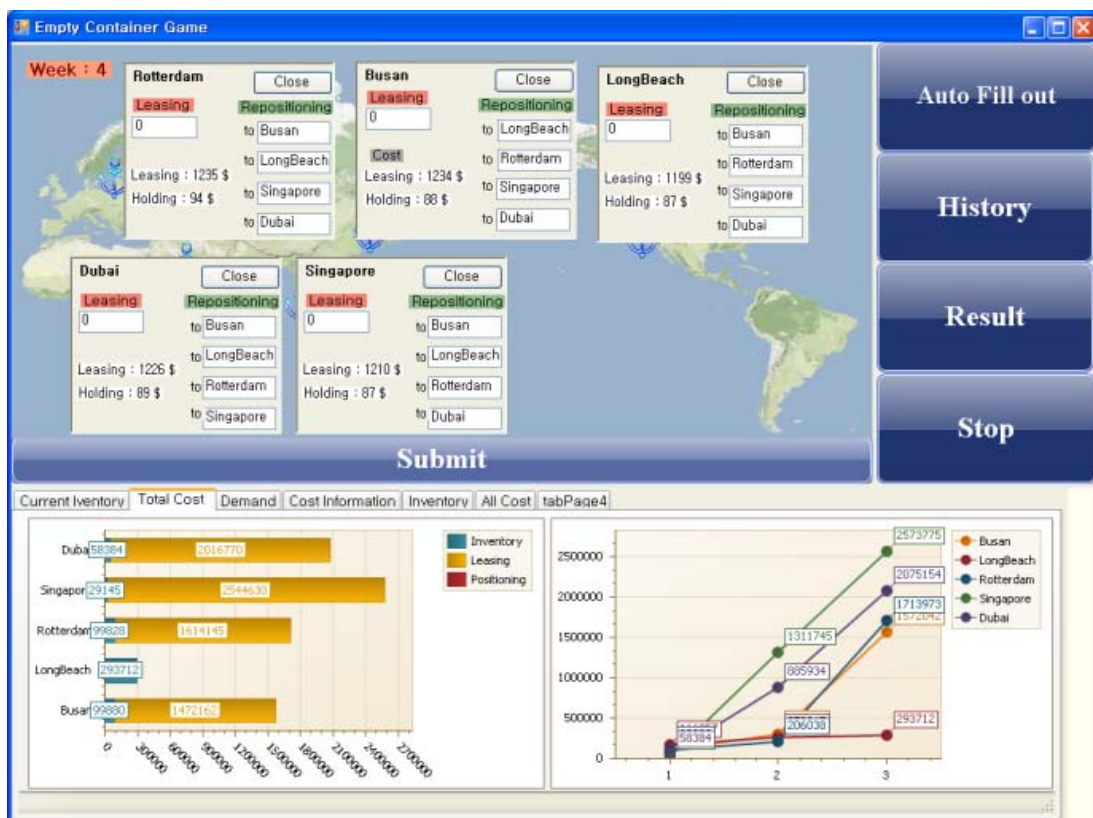 Empty Container Game
Week : 4
Rotterdam
Close
Leasing
Repositioning
0
to Busan
to LongBeach
Leasing : 1235 $
to Singapore
Holding : 94 $
to Dubai
Busan
Close
Leasing
Repositioning
0
to LongBeach
Cost
to Rotterdam
Leasing : 1234 $
to Singapore
Holding : 88 $
to Dubai
LongBeach
Close
Leasing
Repositioning
0
to Busan
to Rotterdam
Leasing : 1199 $
to Singapore
Holding : 87 $
to Dubai
Dubai
Close
Leasing
Repositioning
0
to Busan
to LongBeach
Leasing : 1226 $
to Rotterdam
Holding : 89 $
to Singapore
Singapore
Close
Leasing
Repositioning
0
to Busan
to LongBeach
Leasing : 1210 $
to Rotterdam
Holding : 87 $
to Dubai
Auto Fill out
History
Result
Stop
Submit
Current Iventory Total Cost Demand Cost Information Inventory All Cost tabPage4
Duba 58384 2016770
Singapor 29145 2544630
Rotterdam 99828 1614145
LongBeach 293712
Busan 99880 1472162
0 300000 600000 900000 1200000 1500000 1800000 2100000 2400000 2700000
Inventory
Leasing
Positioning
2500000
2000000
1500000
1000000
500000
0
1 2 3
58384
1311745
885934
206038
2573775
2075154
1713973
293712
Busan
LongBeach
Rotterdam
Singapore
Dubai